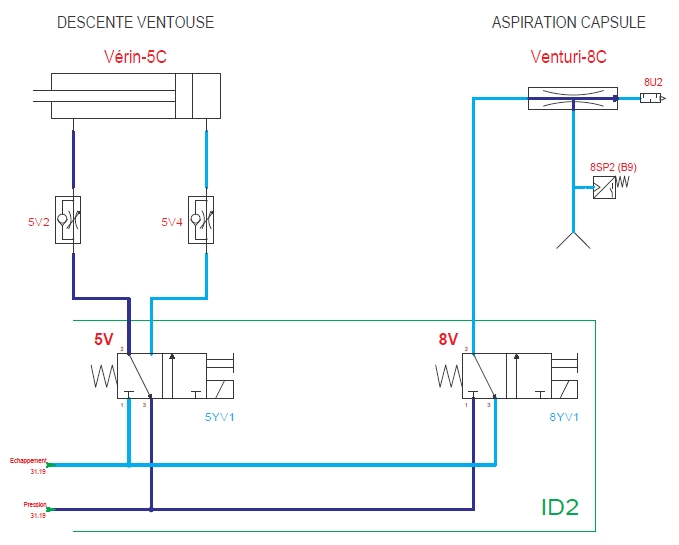 DESCENTE VENTOUSE
ASPIRATION CAPSULE
Vérin-5C
Venturi-8C
8U2
8SP2 (B9)
5V2
5V4
5V
8V
2
2
1
3
1
3
5YV1
8YV1
Echappement
31.19
Pression
31.19
ID2